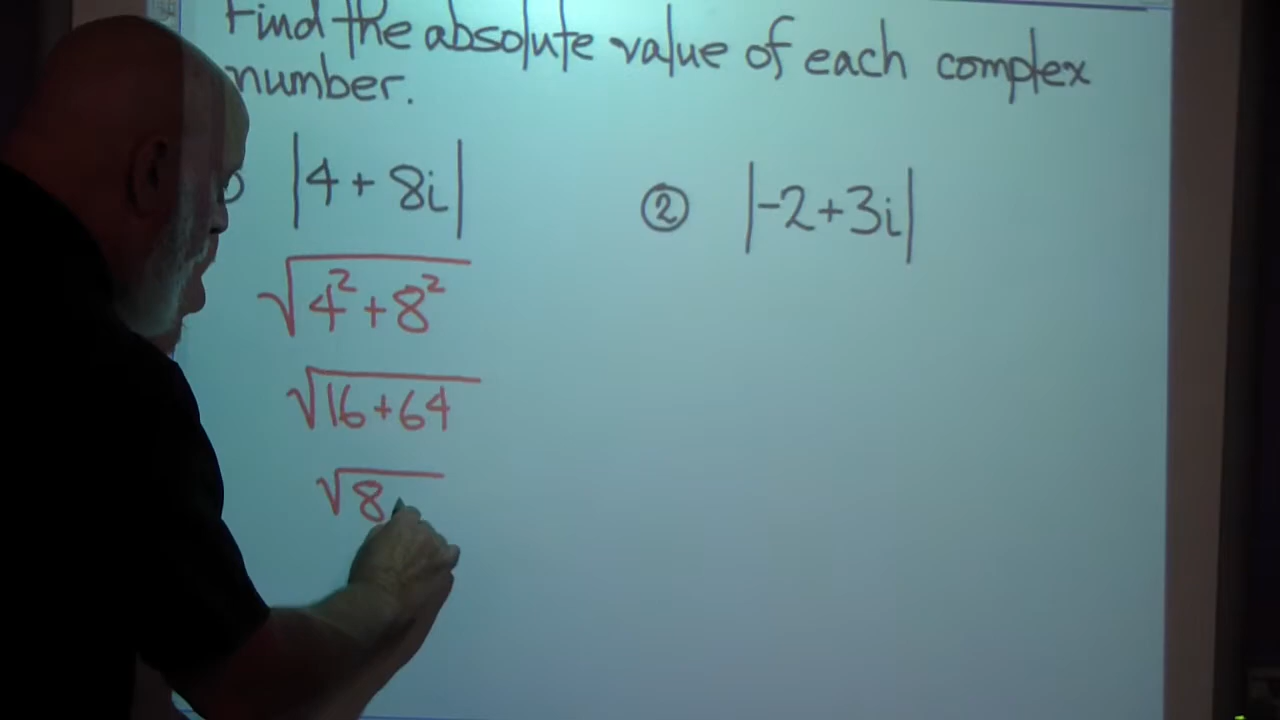 Find the absolute value of each complex
number.
|4 + 8i|
② |-2+3i|
√4²+8²
√16+64
√8